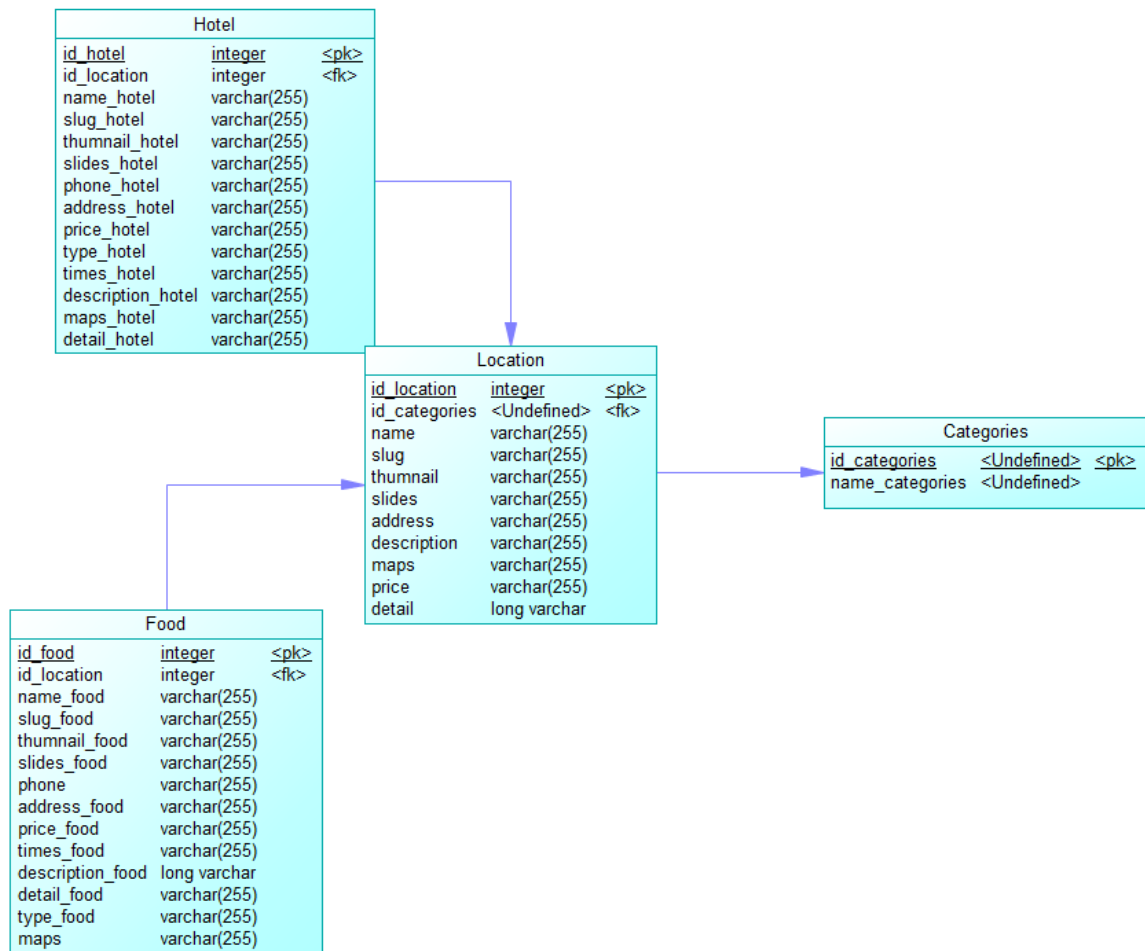 Hotel
id_hotel integer <pk>
id_location integer <fk>
name_hotel varchar(255)
slug_hotel varchar(255)
thumnail_hotel varchar(255)
slides_hotel varchar(255)
phone_hotel varchar(255)
address_hotel varchar(255)
price_hotel varchar(255)
type_hotel varchar(255)
times_hotel varchar(255)
description_hotel varchar(255)
maps_hotel varchar(255)
detail_hotel varchar(255)
Location
id_location integer <pk>
id_categories <Undefined> <fk>
name varchar(255)
slug varchar(255)
thumnail varchar(255)
slides varchar(255)
address varchar(255)
description varchar(255)
maps varchar(255)
price varchar(255)
detail long varchar
Categories
id_categories <Undefined> <pk>
name_categories <Undefined>
Food
id_food integer <pk>
id_location integer <fk>
name_food varchar(255)
slug_food varchar(255)
thumnail_food varchar(255)
slides_food varchar(255)
phone varchar(255)
address_food varchar(255)
price_food varchar(255)
times_food varchar(255)
description_food long varchar
detail_food varchar(255)
type_food varchar(255)
maps varchar(255)